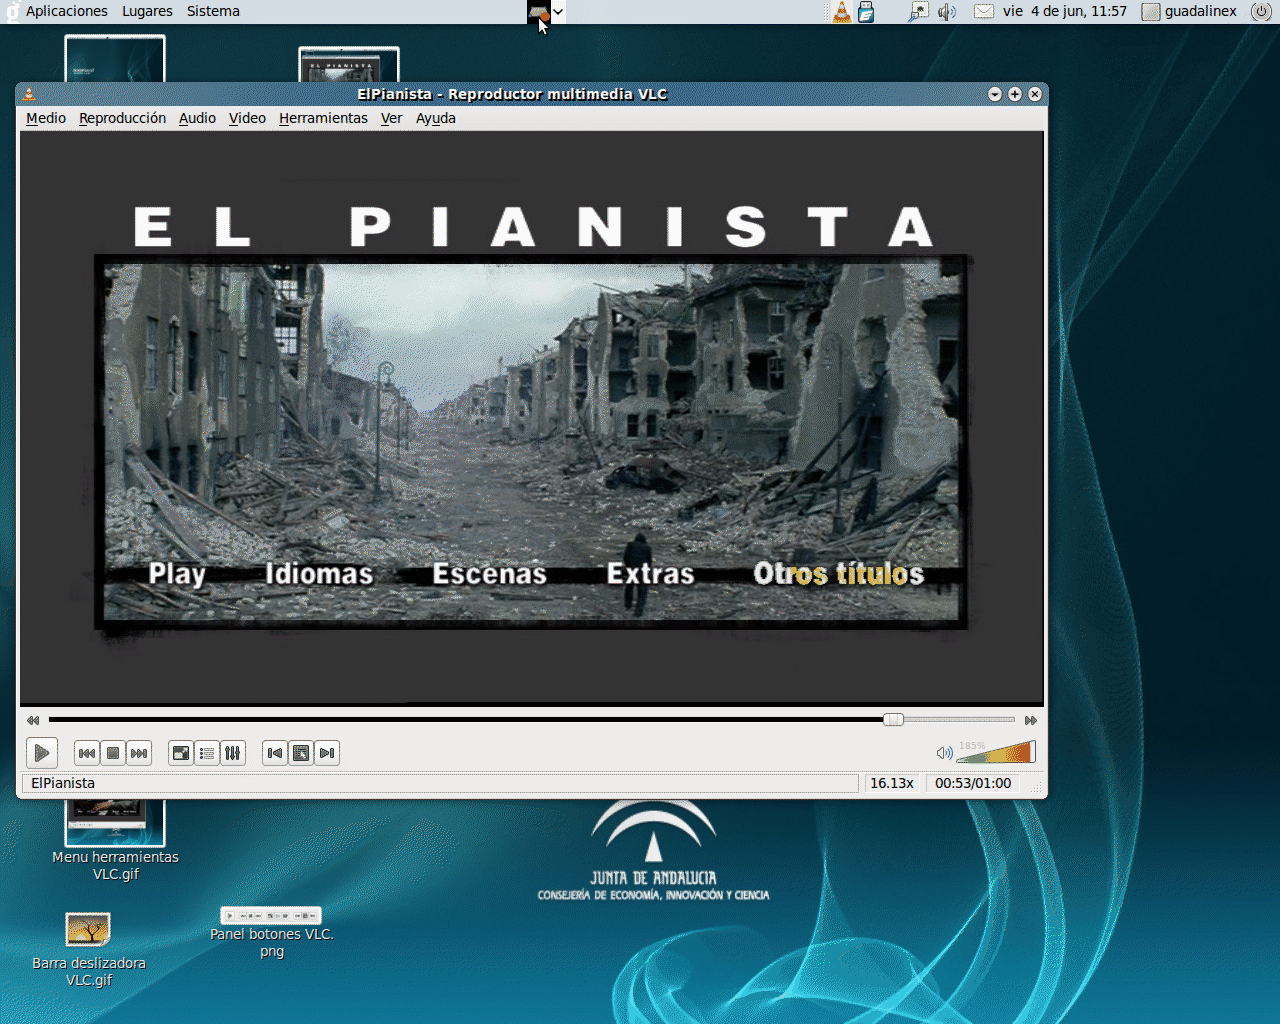 Aplicaciones Lugares Sistema
vie 4 de jun, 11:57 guadalinex
ElPianista - Reproductor multimedia VLC
Medio Reproducción Audio Video Herramientas Ver Ayuda
EL PIANISTA
Play Idiomas Escenas Extras Otros títulos
185%
ElPianista 16.13x 00:53/01:00
Menu herramientas
VLC.gif
JUNTA DE ANDALUCIA
CONSEJERÍA DE ECONOMÍA, INNOVACIÓN Y CIENCIA
Panel botones VLC.
png
Barra deslizadora
VLC.gif